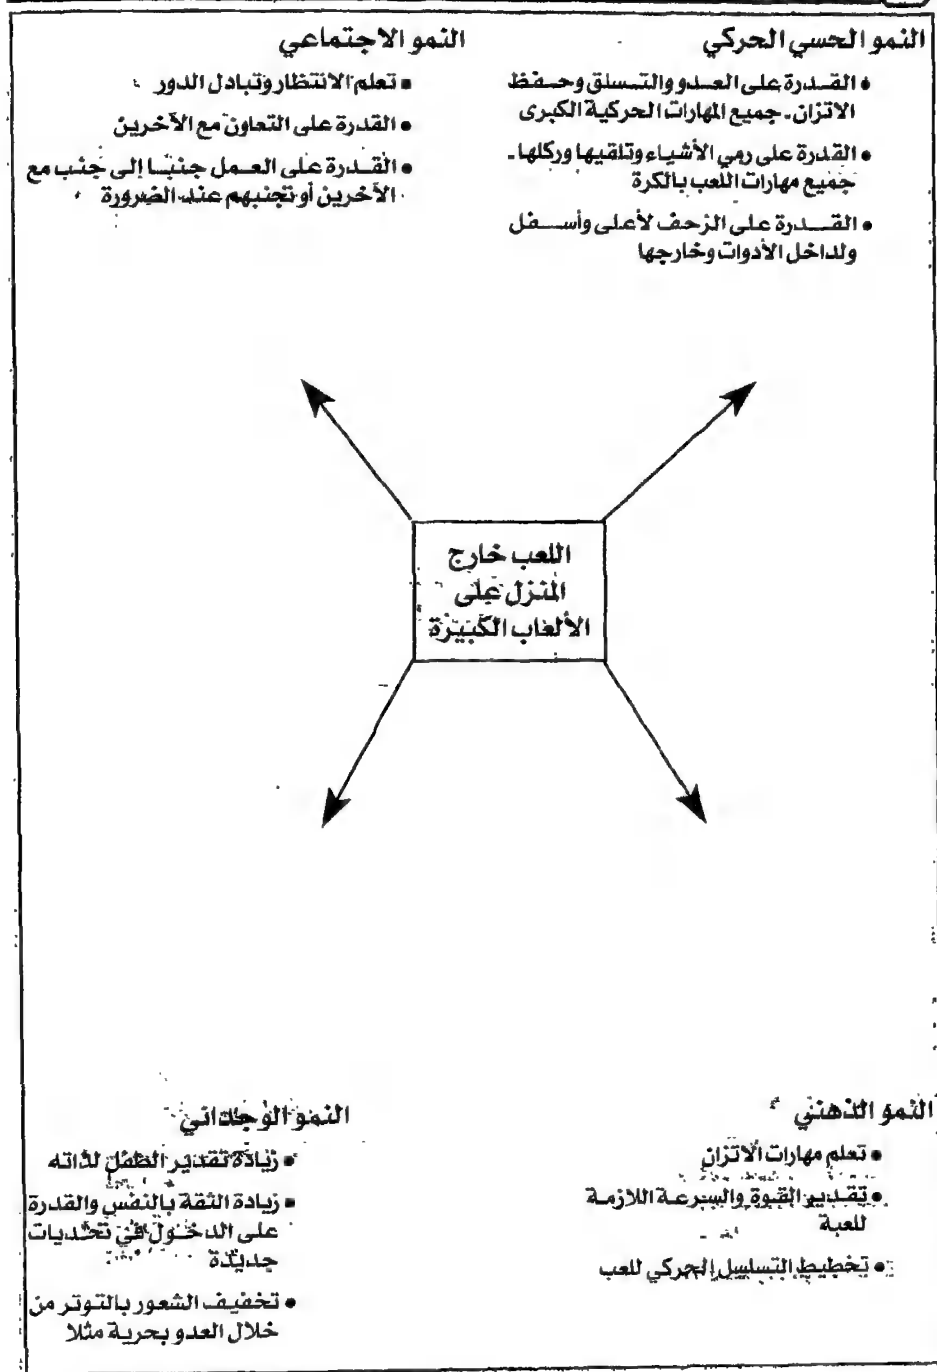 النمو الحسي الحركي
• القدرة على العدو والتسلق وحفظ
الاتزان. جميع المهارات الحركية الكبرى
• القدرة على رمي الأشياء وتلقيها وركلها.
جميع مهارات اللعب بالكرة
• القدرة على الزحف لأعلى وأسفل
ولداخل الأدوات وخارجها
النمو الاجتماعي
• تعلم الانتظار وتبادل الدور
• القدرة على التعاون مع الآخرين
• القدرة على العمل جنبًا إلى جنب مع
الآخرين أو تجنبهم عند الضرورة
اللعب خارج
المنزل على
الألعاب الكبيرة
النمو الذهني
• تعلم مهارات الاتزان
• تقدير القوة والسرعة اللازمة
للعبة
• تخطيط التسلسل الحركي للعب
النمو الوجداني
• زيادة تقدير الطفل لذاته
• زيادة الثقة بالنفس والقدرة
على الدخول في تحديات
جديدة
• تخفيف الشعور بالتوتر من
خلال العدو بحرية مثلا